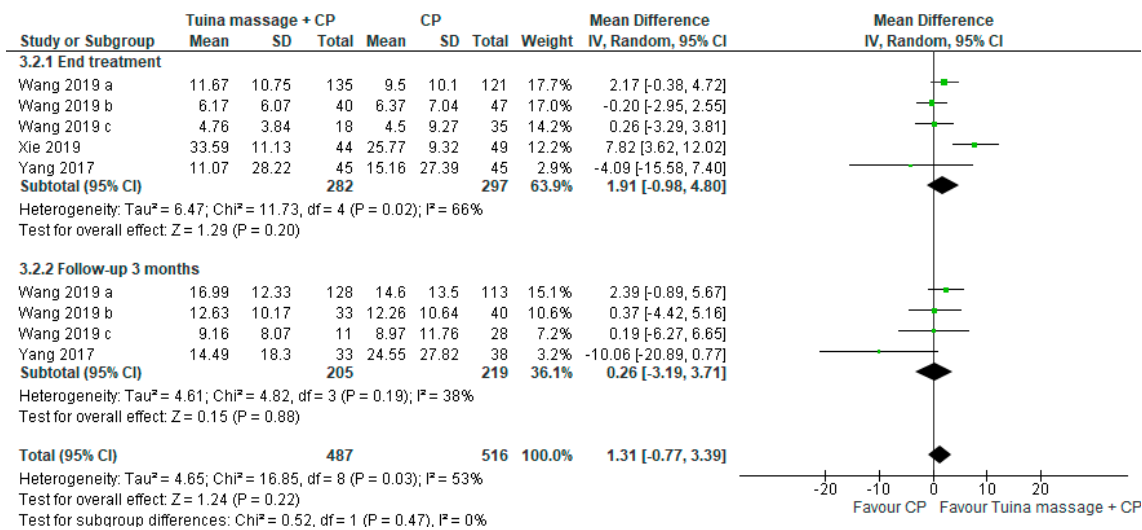 Tuina massage + CP CP Mean Difference Mean Difference
Study or Subgroup Mean SD Total Mean SD Total Weight IV, Random, 95% CI IV, Random, 95% CI
3.2.1 End treatment
Wang 2019 a 11.67 10.75 135 9.5 10.1 121 17.7% 2.17 [-0.38, 4.72]
Wang 2019 b 6.17 6.07 40 6.37 7.04 47 17.0% -0.20 [-2.95, 2.55]
Wang 2019 c 4.76 3.84 18 4.5 9.27 35 14.2% 0.26 [-3.29, 3.81]
Xie 2019 33.59 11.13 44 25.77 9.32 49 12.2% 7.82 [3.62, 12.02]
Yang 2017 11.07 28.22 45 15.16 27.39 45 2.9% -4.09 [-15.58, 7.40]
Subtotal (95% CI) 282 297 63.9% 1.91 [-0.98, 4.80]
Heterogeneity: Tau² = 6.47; Chi² = 11.73, df = 4 (P = 0.02); I² = 66%
Test for overall effect: Z = 1.29 (P = 0.20)
3.2.2 Follow-up 3 months
Wang 2019 a 16.99 12.33 128 14.6 13.5 113 15.1% 2.39 [-0.89, 5.67]
Wang 2019 b 12.63 10.17 33 12.26 10.64 40 10.6% 0.37 [-4.42, 5.16]
Wang 2019 c 9.16 8.07 11 8.97 11.76 28 7.2% 0.19 [-6.27, 6.65]
Yang 2017 14.49 18.3 33 24.55 27.82 38 3.2% -10.06 [-20.89, 0.77]
Subtotal (95% CI) 205 219 36.1% 0.26 [-3.19, 3.71]
Heterogeneity: Tau² = 4.61; Chi² = 4.82, df = 3 (P = 0.19); I² = 38%
Test for overall effect: Z = 0.15 (P = 0.88)
Total (95% CI) 487 516 100.0% 1.31 [-0.77, 3.39]
Heterogeneity: Tau² = 4.65; Chi² = 16.85, df = 8 (P = 0.03); I² = 53%
Test for overall effect: Z = 1.24 (P = 0.22)
Test for subgroup differences: Chi² = 0.52, df = 1 (P = 0.47), I² = 0%
-20 -10 0 10 20
Favour CP Favour Tuina massage + CP